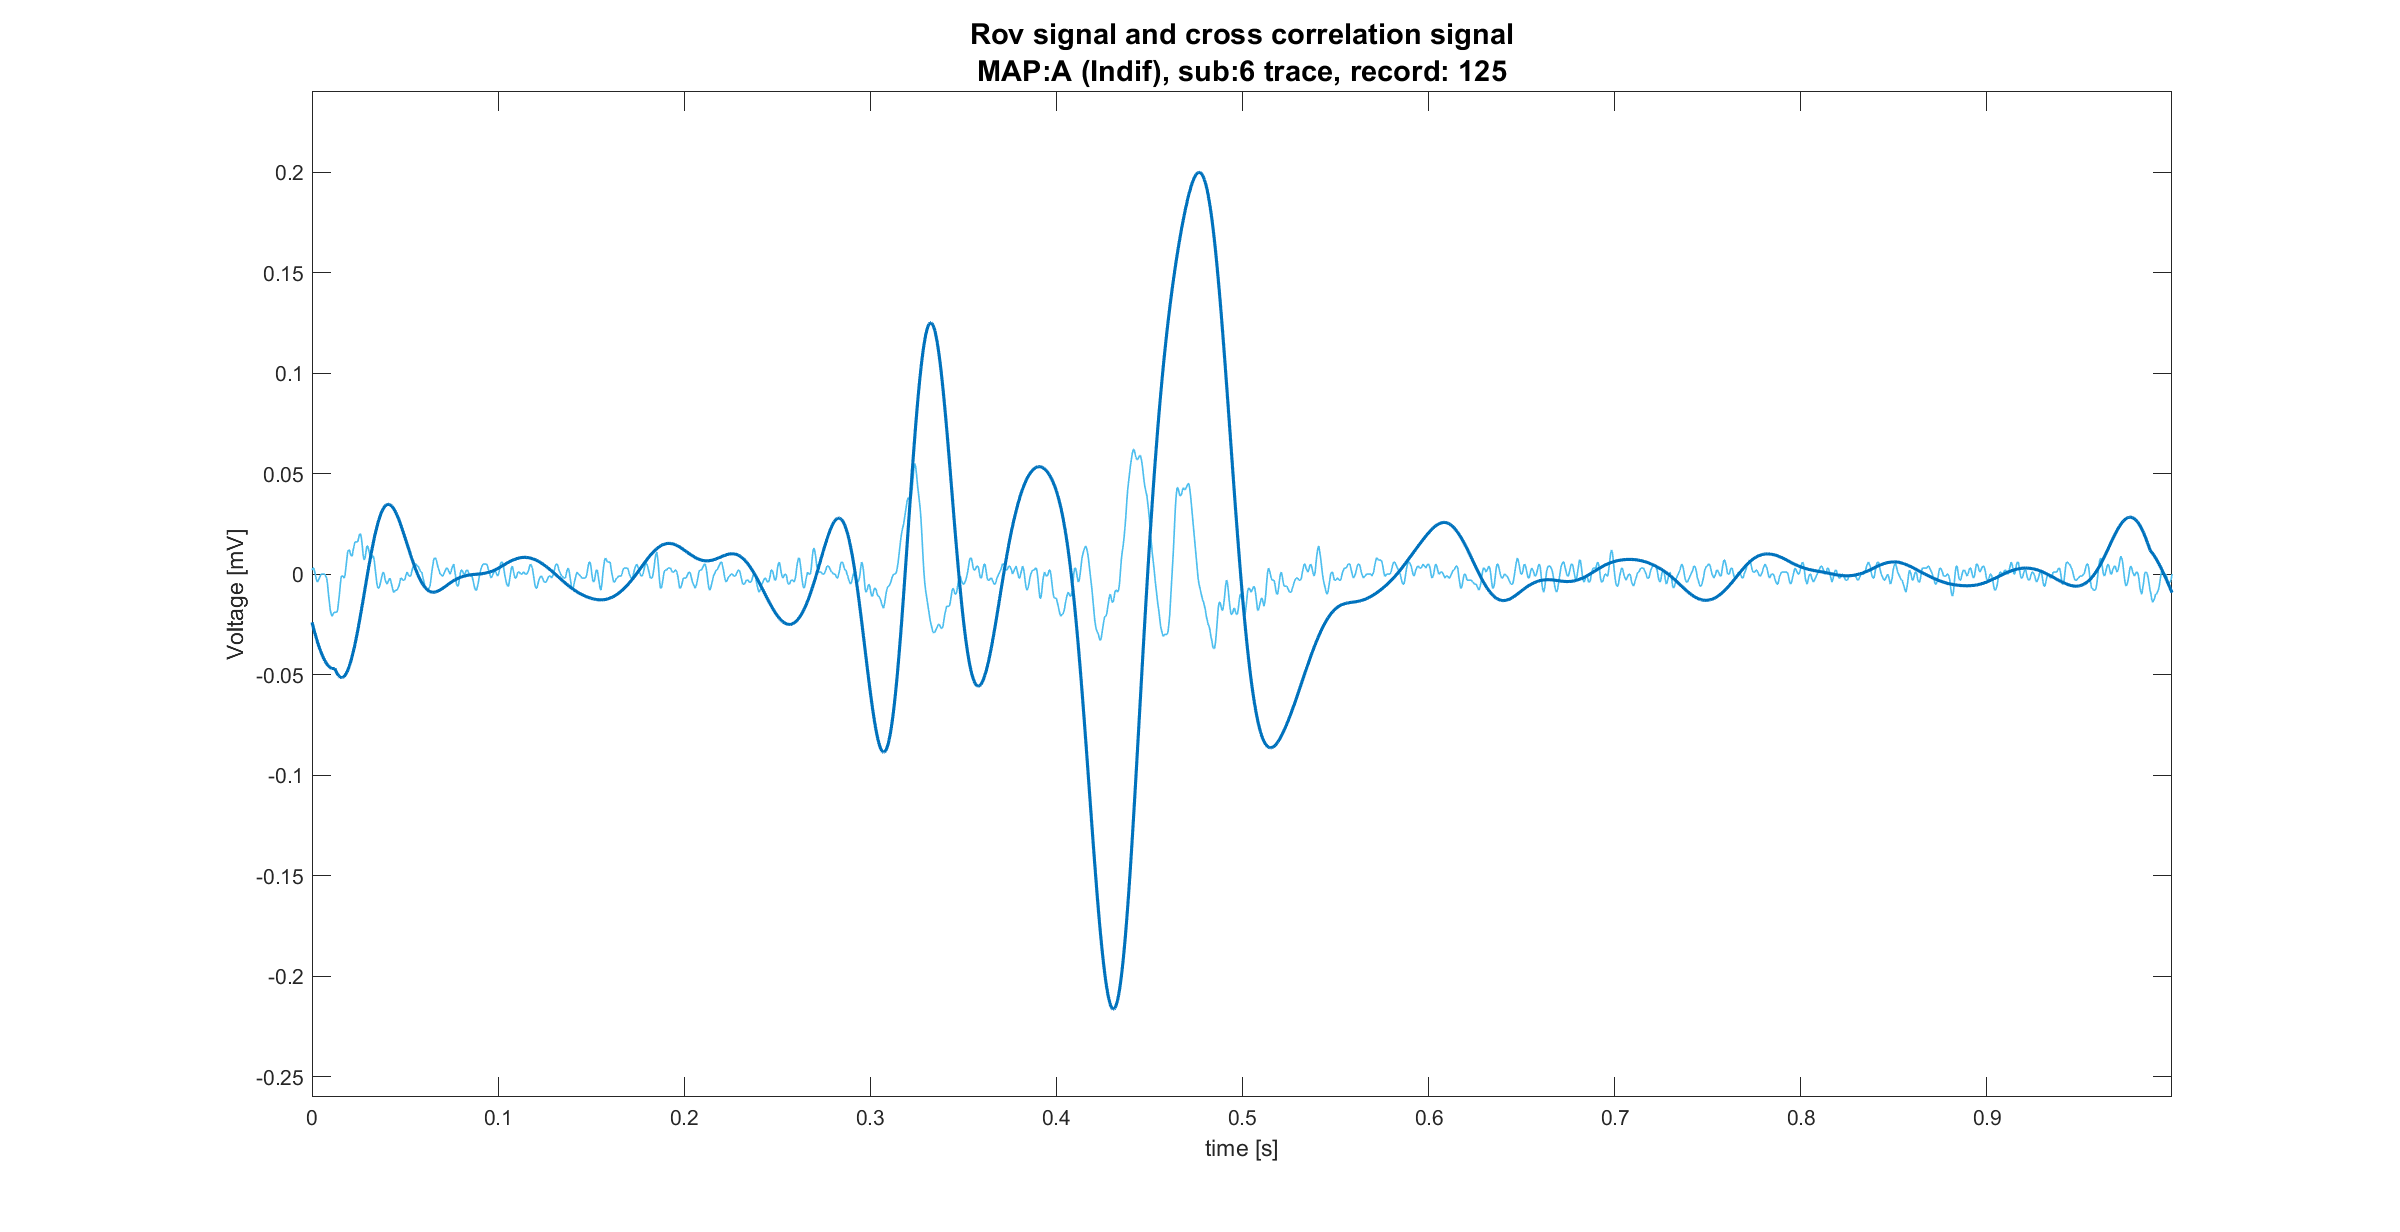 Rov signal and cross correlation signal
MAP:A (Indif), sub:6 trace, record: 125
0.2
0.15
0.1
0.05
0
-0.05
-0.1
-0.15
-0.2
-0.25
Voltage [mV]
0 0.1 0.2 0.3 0.4 0.5 0.6 0.7 0.8 0.9
time [s]